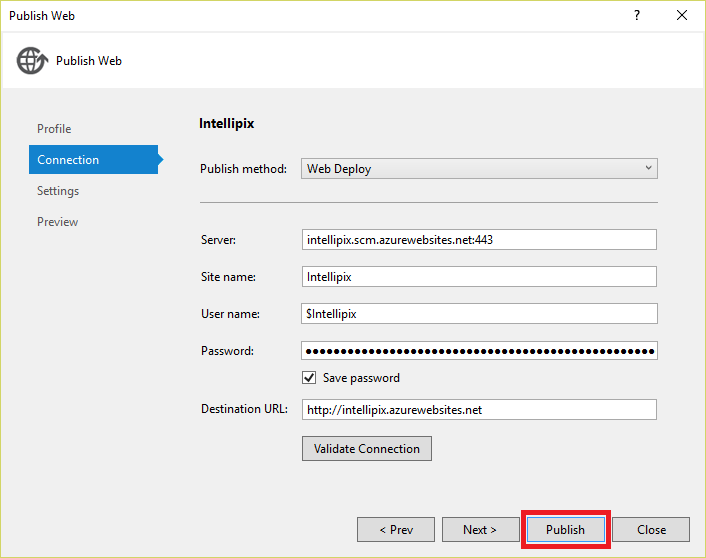 Publish Web
?
Publish Web
Profile
Connection
Settings
Preview
Intellipix
Publish method: Web Deploy
Server: intellipix.scm.azurewebsites.net:443
Site name: Intellipix
User name: $Intellipix
Password:
Save password
Destination URL: http://intellipix.azurewebsites.net
Validate Connection
< Prev Next > Publish Close